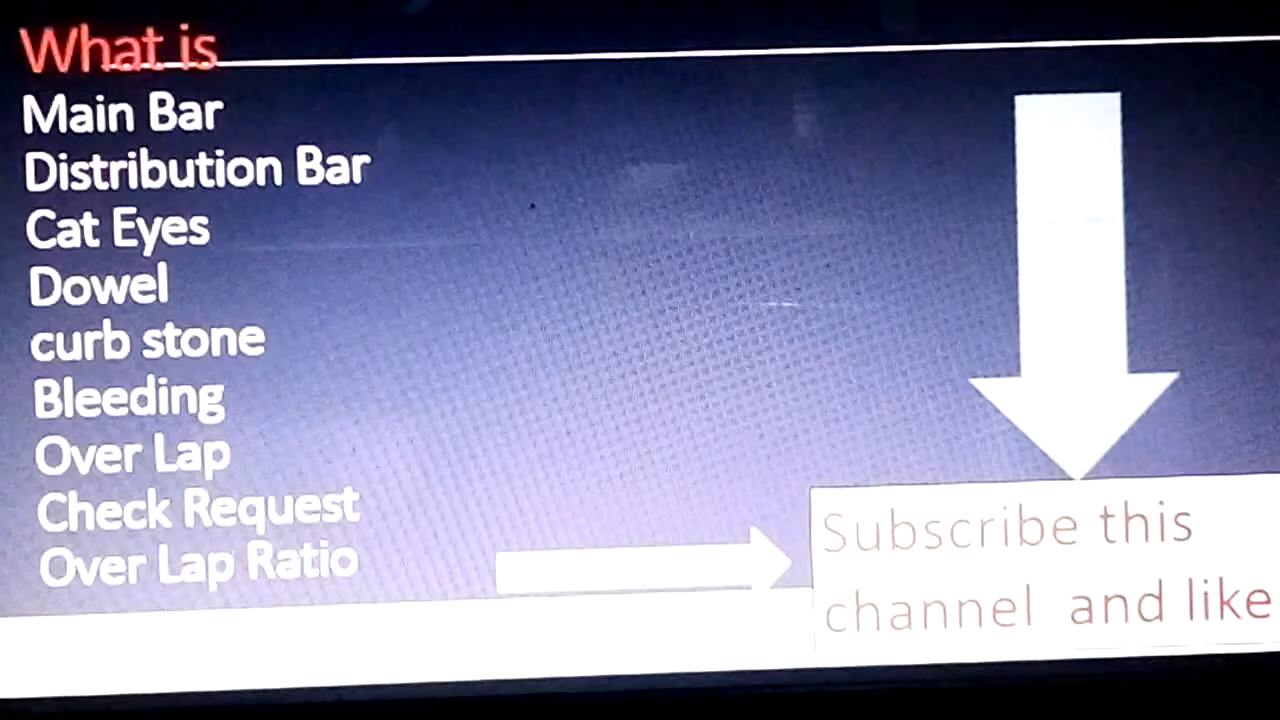 What is
Main Bar
Distribution Bar
Cat Eyes
Dowel
curb stone
Bleeding
Over Lap
Check Request
Over Lap Ratio
Subscribe this
channel and like